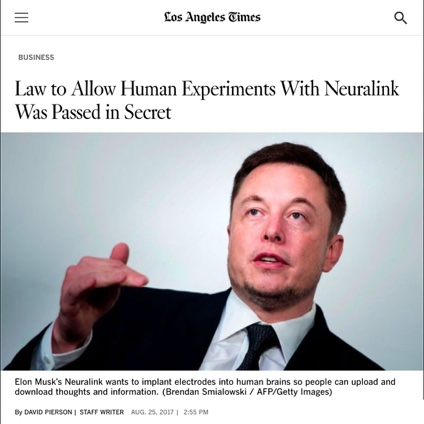 Los Angeles Times
BUSINESS
Law to Allow Human Experiments With Neuralink
Was Passed in Secret
Elon Musk's Neuralink wants to implant electrodes into human brains so people can upload and
download thoughts and information. (Brendan Smialowski / AFP/Getty Images)
By DAVID PIERSON | STAFF WRITER AUG. 25, 2017 | 2:55 PM